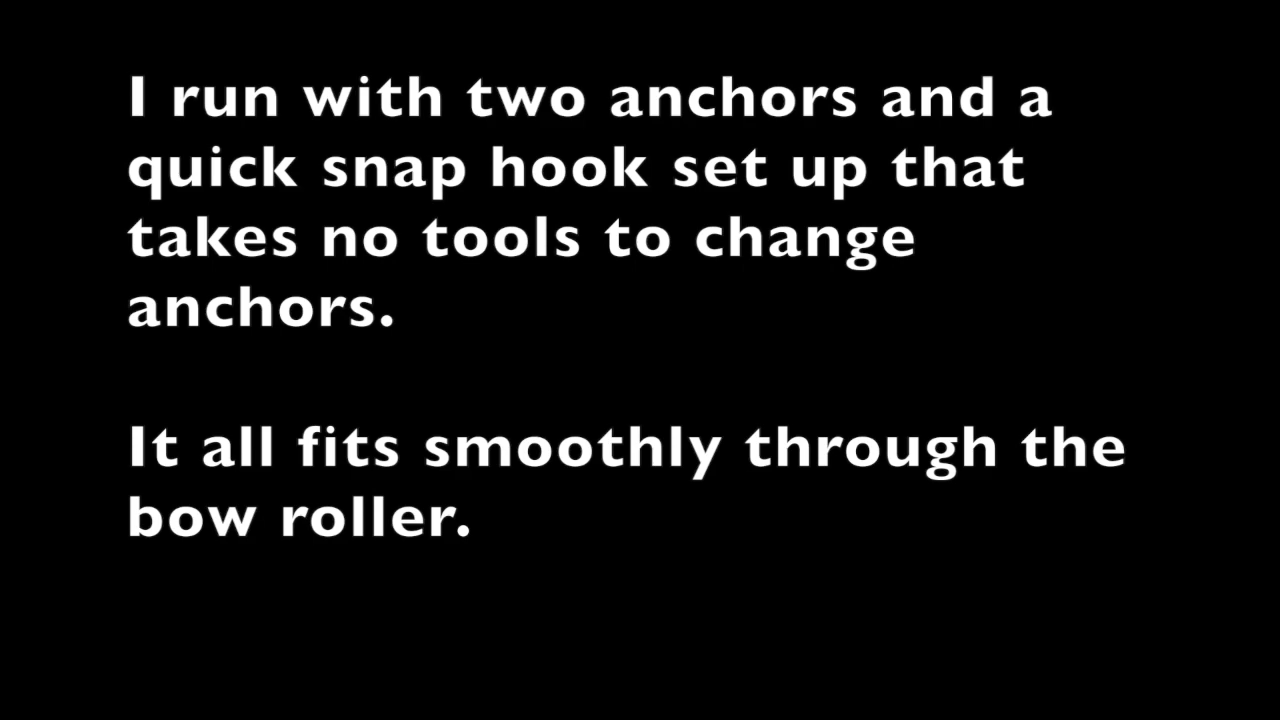 I run with two anchors and a
quick snap hook set up that
takes no tools to change
anchors.
It all fits smoothly through the
bow roller.